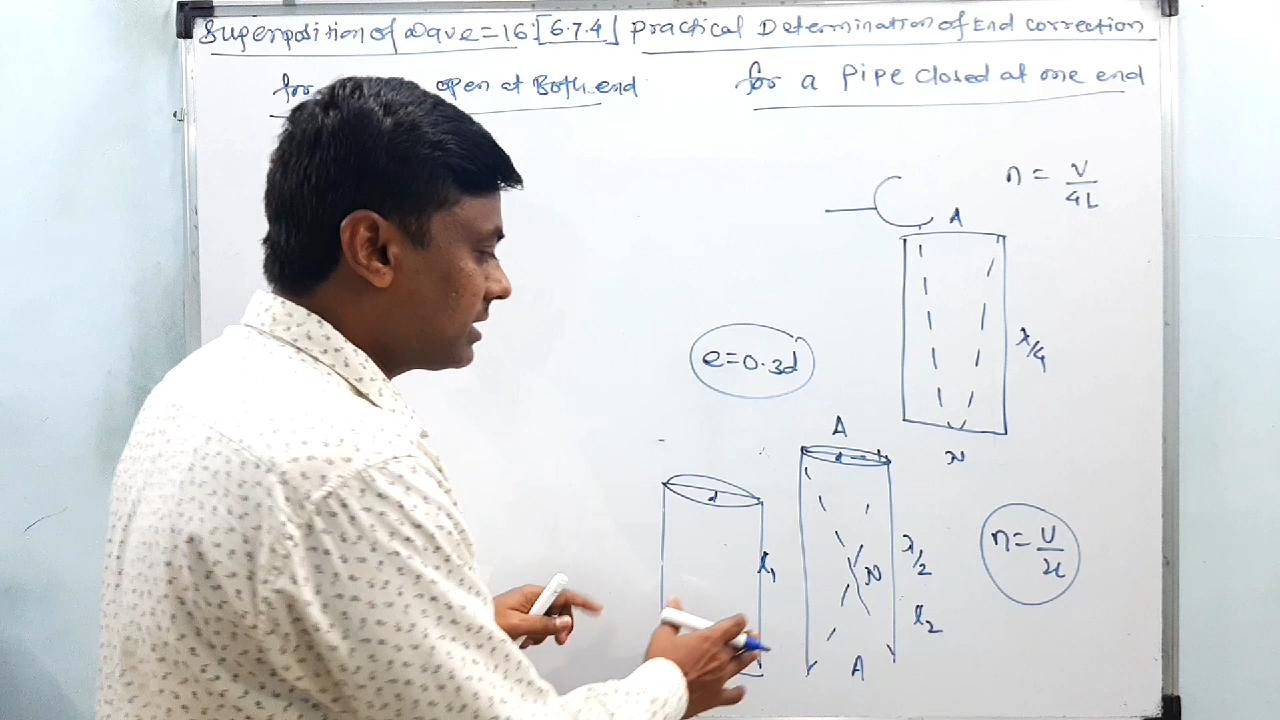 Superposition of Wave=16 [6.7.4] Practical Determination of End correction
for open at Both end
for a Pipe closed at one end
n = V/4L
A
λ/4
N
e=0.3d
A
d
l1
N
λ/2
l2
A
n = V/2l